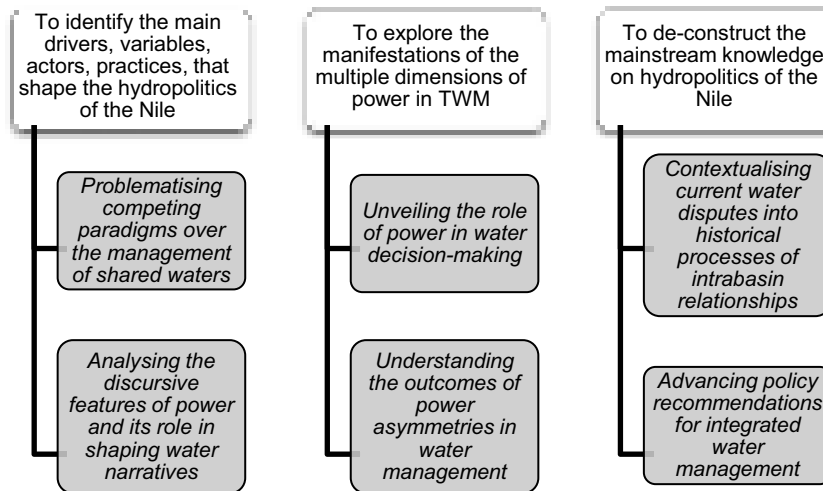 To identify the main
drivers, variables,
actors, practices, that
shape the hydropolitics
of the Nile
Problematising
competing
paradigms over
the management
of shared waters
Analysing the
discursive
features of power
and its role in
shaping water
narratives
To explore the
manifestations of the
multiple dimensions of
power in TWM
Unveiling the role
of power in water
decision-making
Understanding
the outcomes of
power
asymmetries in
water
management
To de-construct the
mainstream knowledge
on hydropolitics of the
Nile
Contextualising
current water
disputes into
historical
processes of
intrabasin
relationships
Advancing policy
recommendations
for integrated
water
management